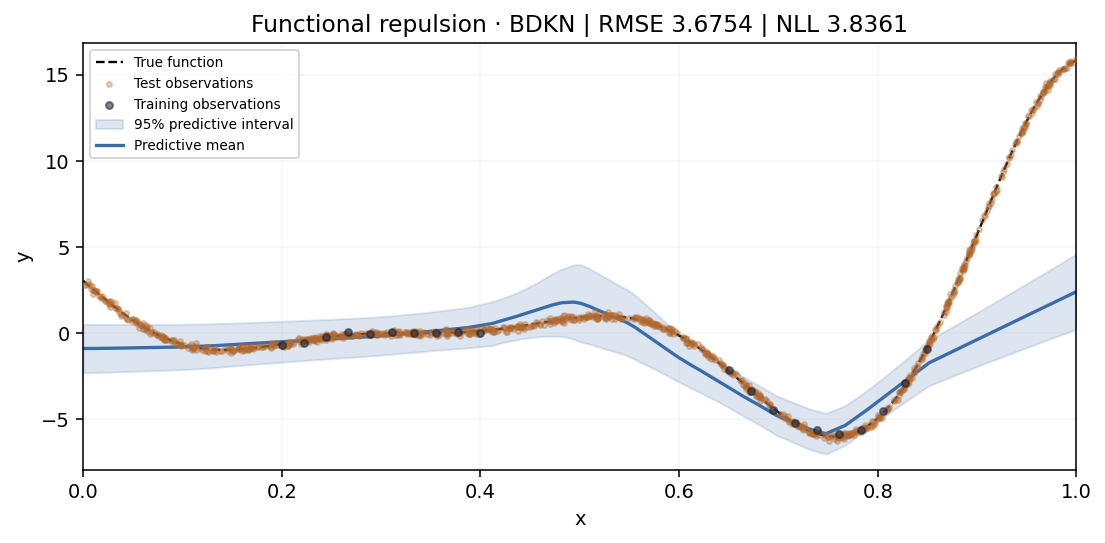 Functional repulsion · BDKN | RMSE 3.6754 | NLL 3.8361
True function
Test observations
Training observations
95% predictive interval
Predictive mean
y
15
10
5
0
−5
0.0
0.2
0.4
0.6
0.8
1.0
x